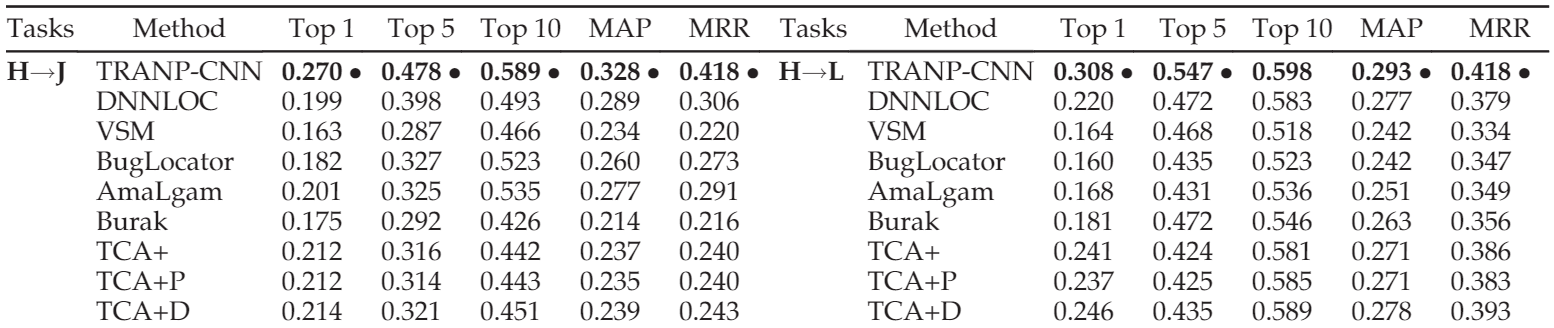 Tasks Method Top 1 Top 5 Top 10 MAP MRR Tasks Method Top 1 Top 5 Top 10 MAP MRR
H→J TRANP-CNN 0.270 • 0.478 • 0.589 • 0.328 • 0.418 • H→L TRANP-CNN 0.308 • 0.547 • 0.598 0.293 • 0.418 •
DNNLOC 0.199 0.398 0.493 0.289 0.306 DNNLOC 0.220 0.472 0.583 0.277 0.379
VSM 0.163 0.287 0.466 0.234 0.220 VSM 0.164 0.468 0.518 0.242 0.334
BugLocator 0.182 0.327 0.523 0.260 0.273 BugLocator 0.160 0.435 0.523 0.242 0.347
AmaLgam 0.201 0.325 0.535 0.277 0.291 AmaLgam 0.168 0.431 0.536 0.251 0.349
Burak 0.175 0.292 0.426 0.214 0.216 Burak 0.181 0.472 0.546 0.263 0.356
TCA+ 0.212 0.316 0.442 0.237 0.240 TCA+ 0.241 0.424 0.581 0.271 0.386
TCA+P 0.212 0.314 0.443 0.235 0.240 TCA+P 0.237 0.425 0.585 0.271 0.383
TCA+D 0.214 0.321 0.451 0.239 0.243 TCA+D 0.246 0.435 0.589 0.278 0.393